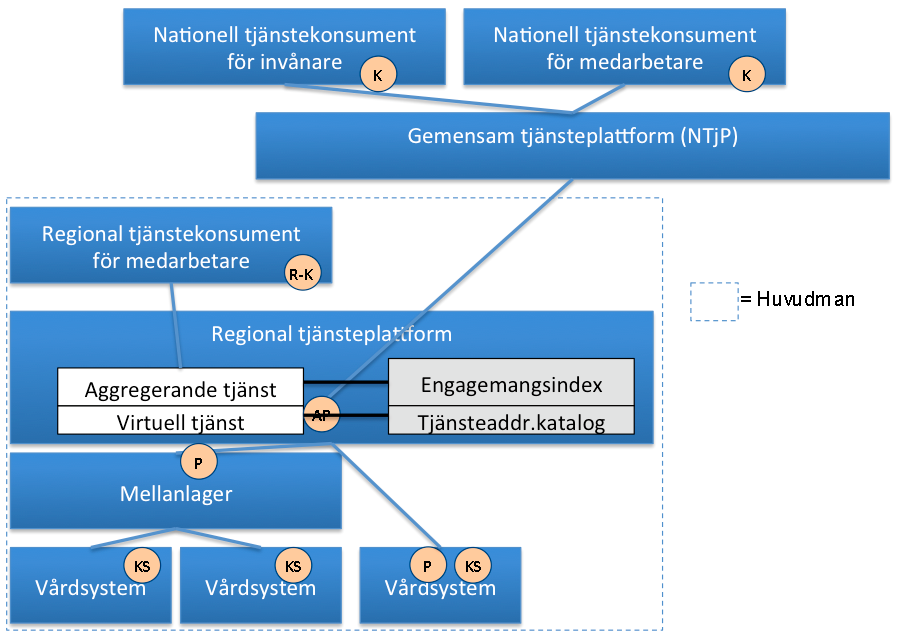 Nationell tjänstekonsument
för invånare
K
Nationell tjänstekonsument
för medarbetare
K
Gemensam tjänsteplattform (NTjP)
Regional tjänstekonsument
för medarbetare
R-K
= Huvudman
Regional tjänsteplattform
Aggregerande tjänst
Engagemangsindex
Virtuell tjänst
AP
Tjänsteaddr.katalog
P
Mellanlager
KS
Vårdsystem
KS
Vårdsystem
P
KS
Vårdsystem